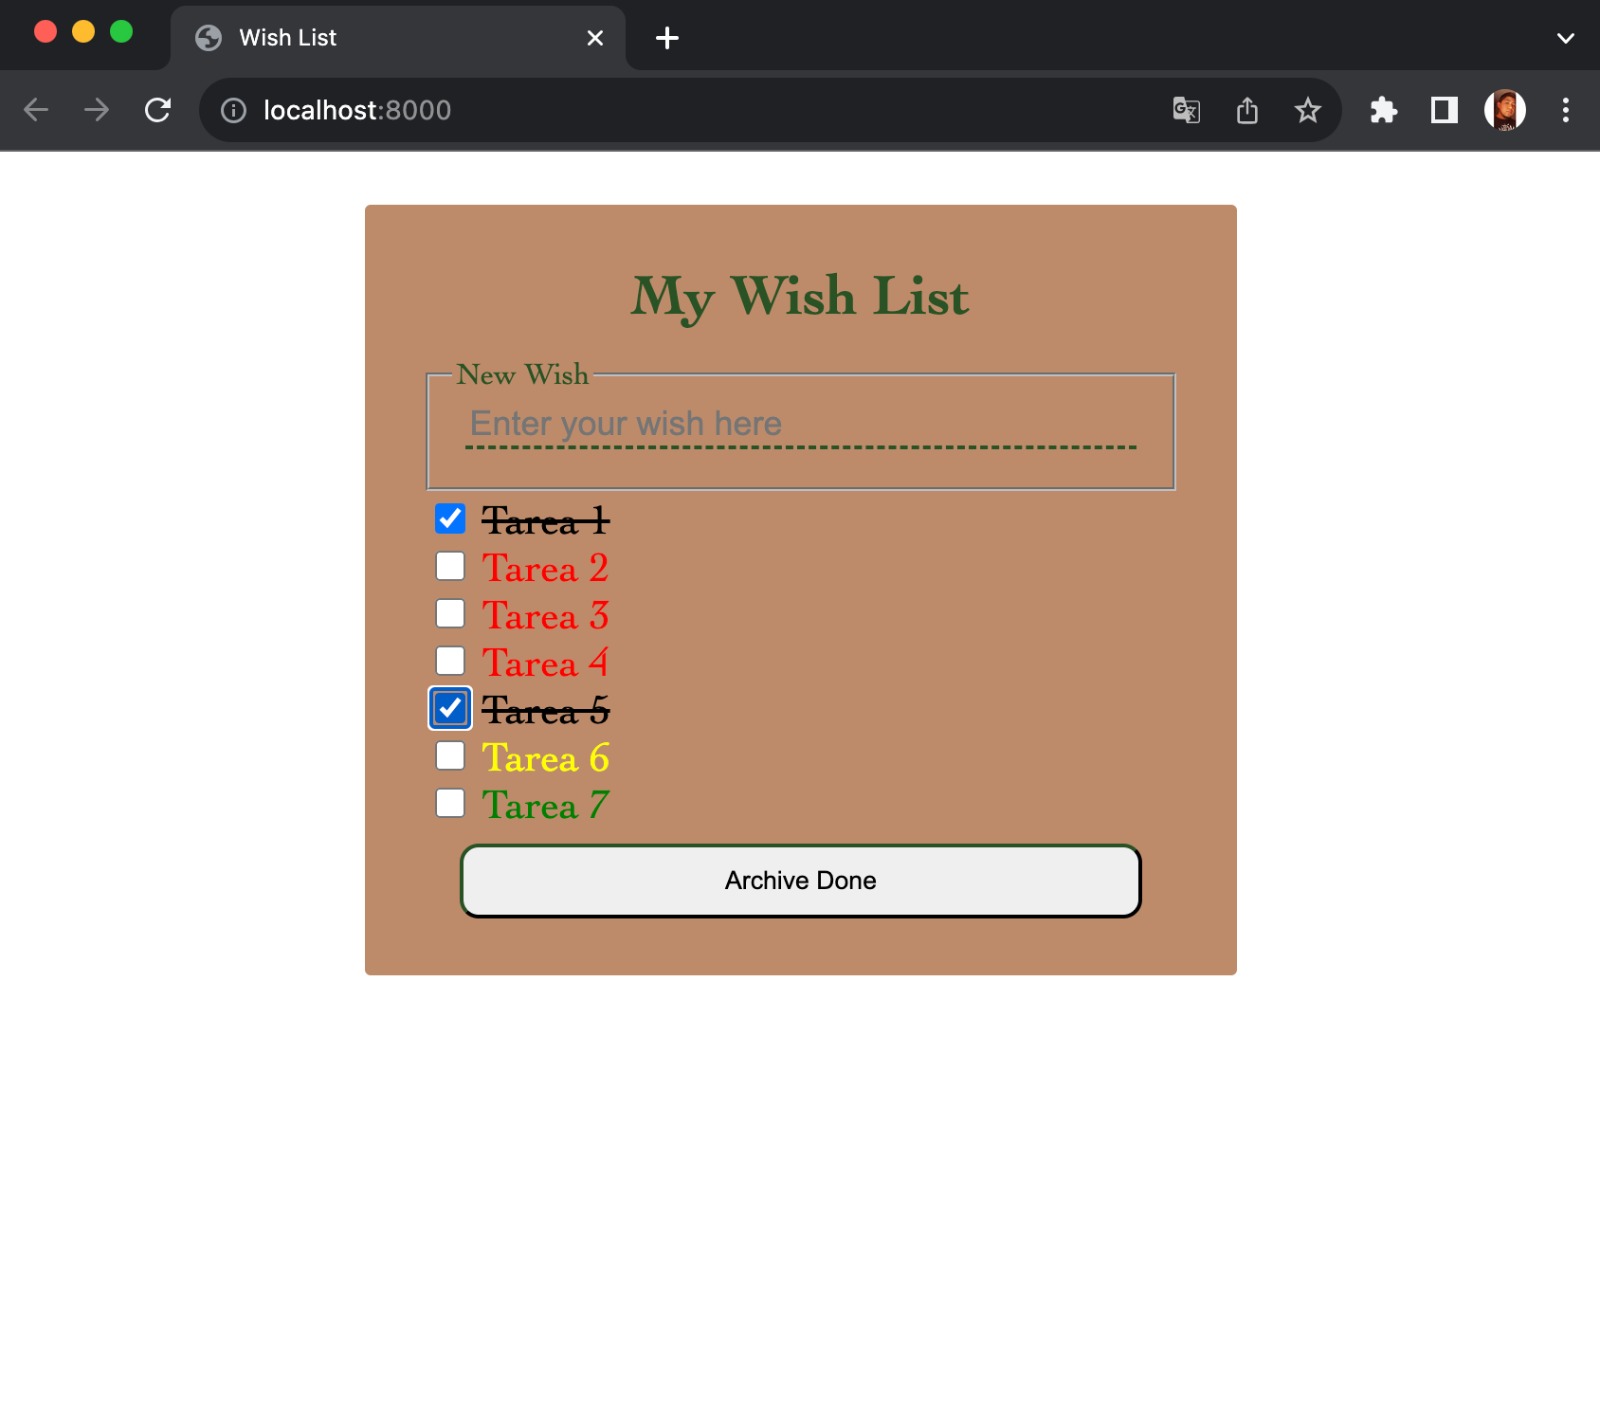 Wish List
localhost:8000
My Wish List
New Wish
Enter your wish here
Tarea 1
Tarea 2
Tarea 3
Tarea 4
Tarea 5
Tarea 6
Tarea 7
Archive Done